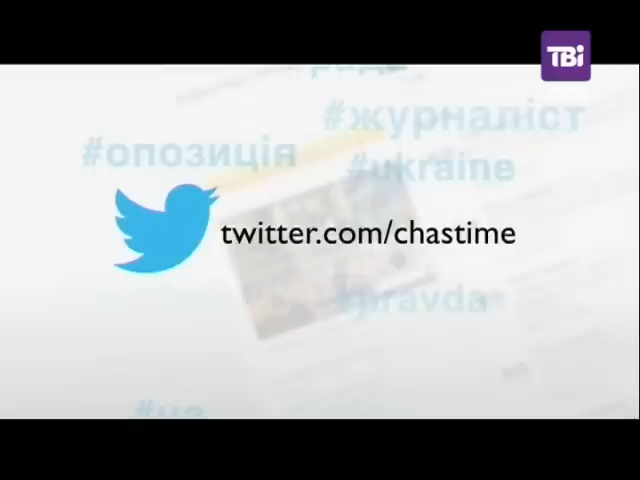 ТВі
#журналіст
#опозиція
#ukraine
twitter.com/chastime
#pravda